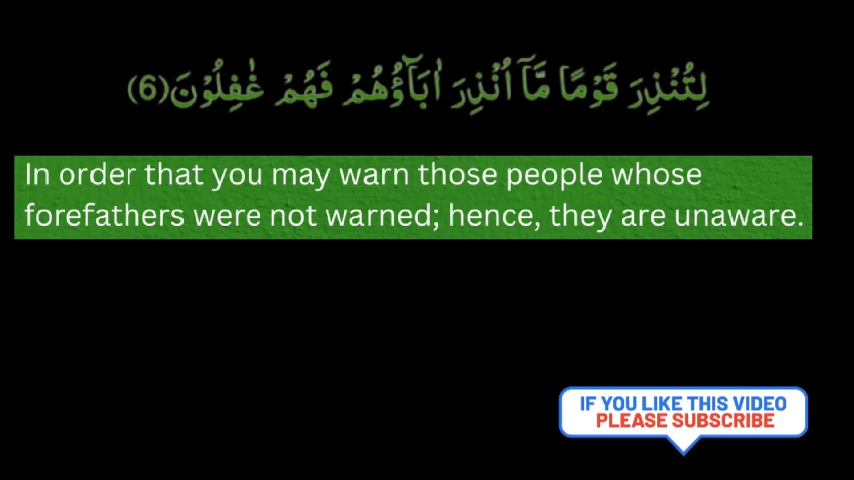 لِتُنْذِرَ قَوْمًا مَّاۤ اُنْذِرَ اٰبَآؤُهُمْ فَهُمْ غٰفِلُوْنَ(6)
In order that you may warn those people whose
forefathers were not warned; hence, they are unaware.
IF YOU LIKE THIS VIDEO
PLEASE SUBSCRIBE